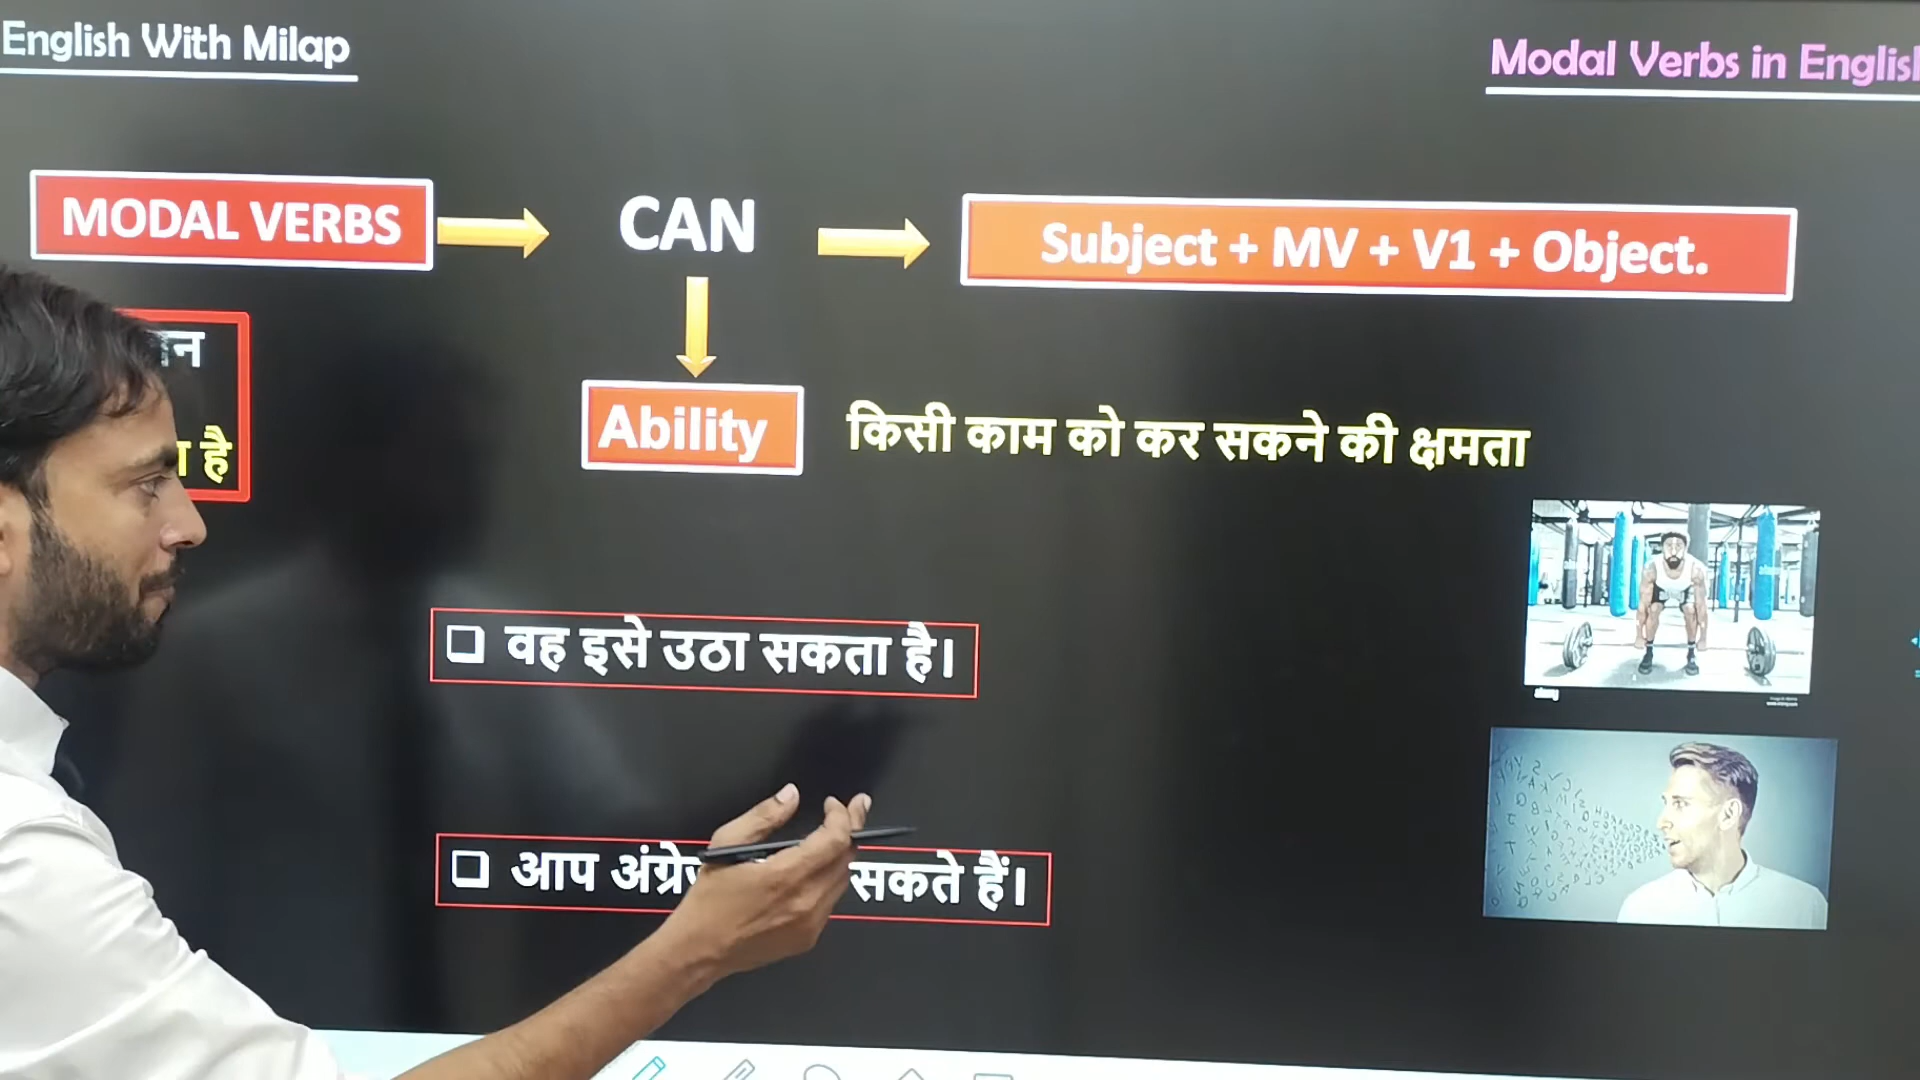 English With Milap
Modal Verbs in English
MODAL VERBS
CAN
Subject + MV + V1 + Object.
है
Ability
किसी काम को कर सकने की क्षमता
वह इसे उठा सकता है।
आप सकते हैं।